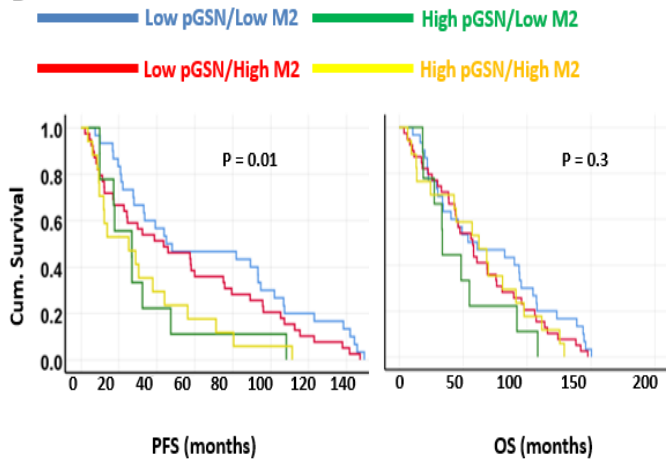 Low pGSN/Low M2 High pGSN/Low M2
Low pGSN/High M2 High pGSN/High M2
P = 0.01
P = 0.3
Cum. Survival
1.0
0.8
0.6
0.4
0.2
0.0
0 20 40 60 80 100 120 140
0 50 100 150 200
PFS (months)
OS (months)